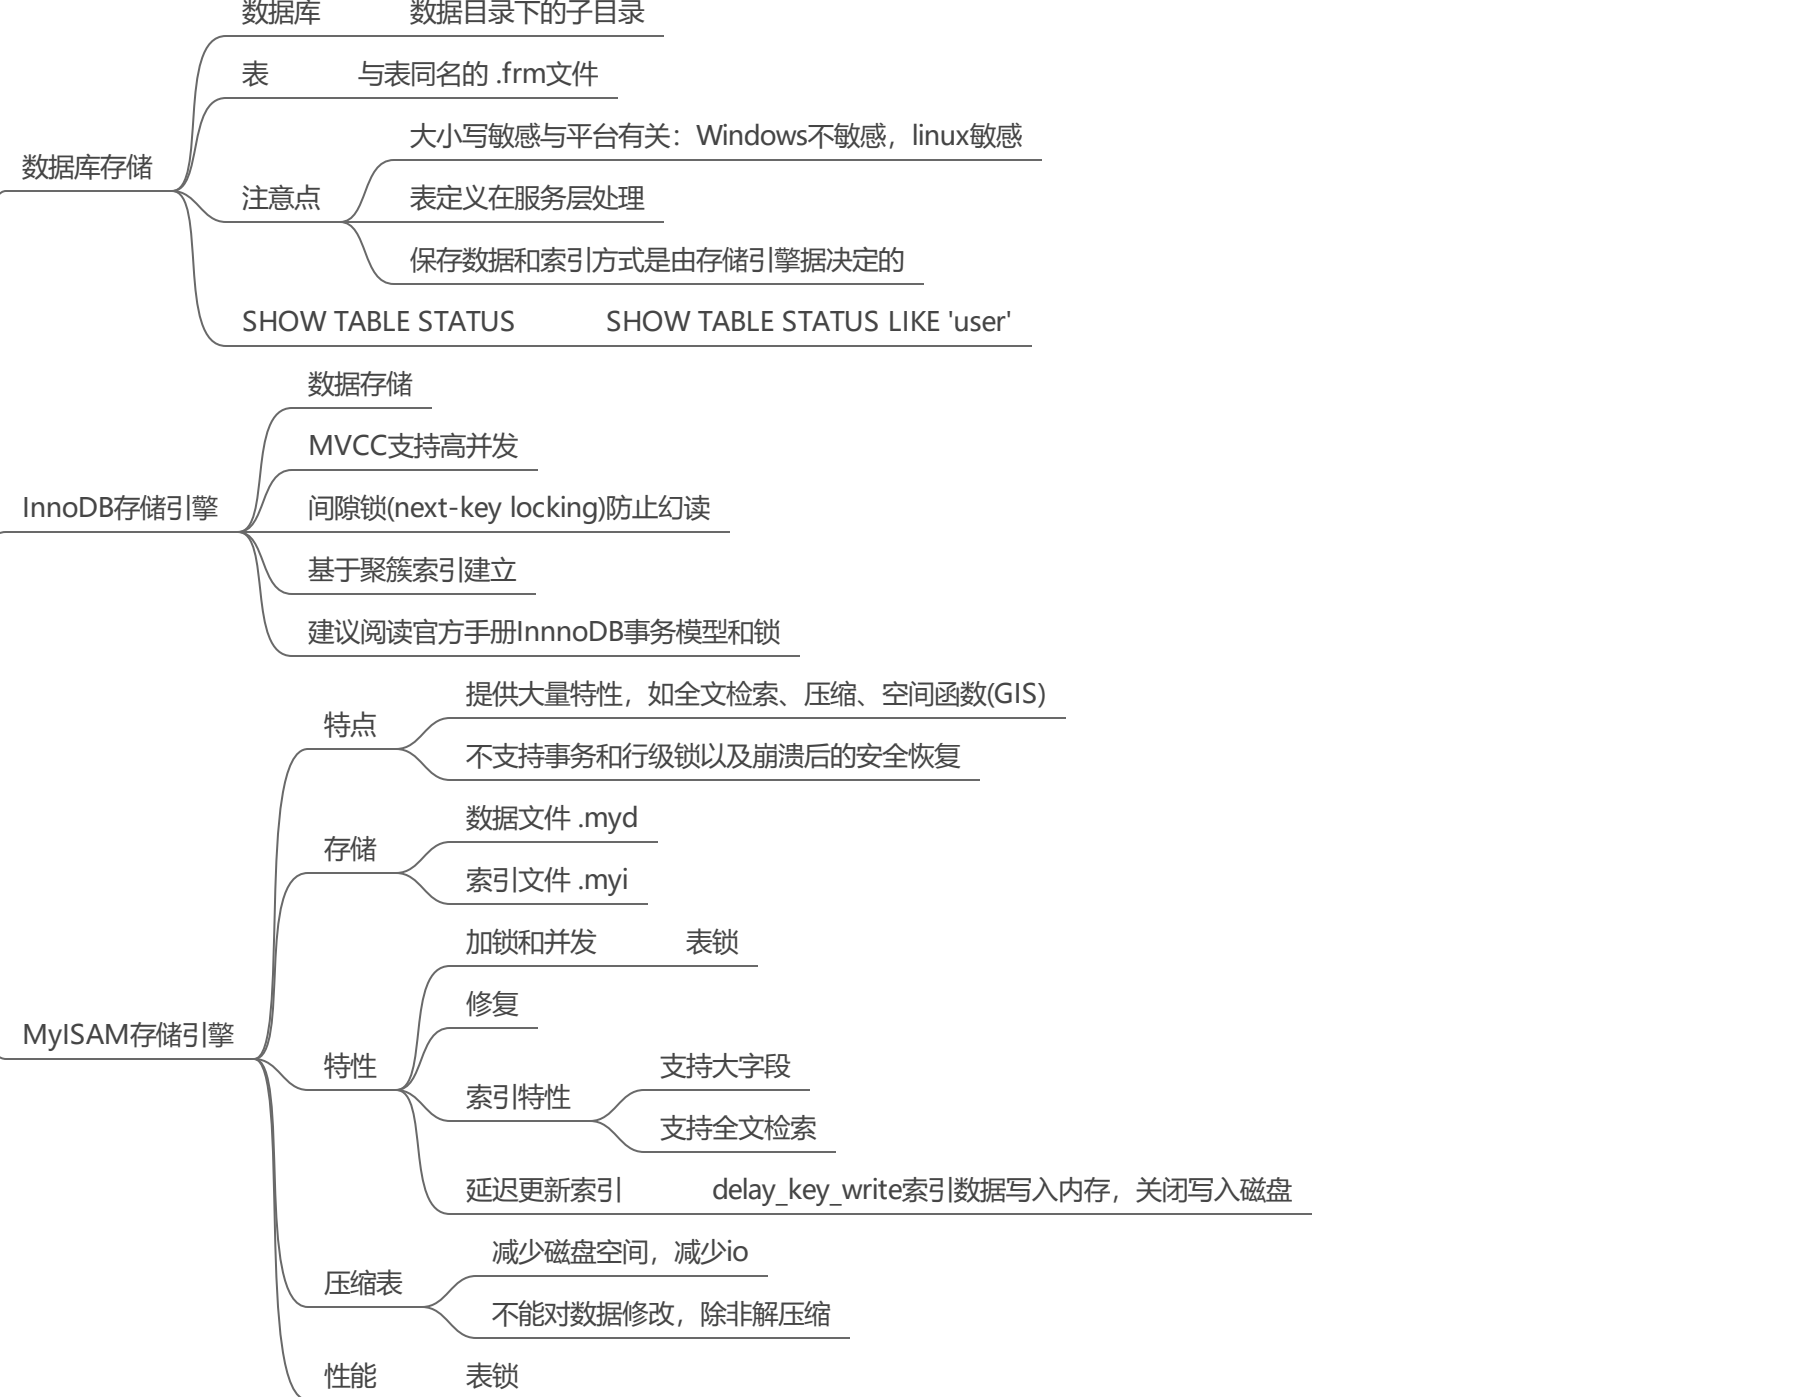 数据库 数据目录下的子目录
表 与表同名的 .frm文件
大小写敏感与平台有关：Windows不敏感，linux敏感
数据库存储
注意点 表定义在服务层处理
保存数据和索引方式是由存储引擎据决定的
SHOW TABLE STATUS SHOW TABLE STATUS LIKE 'user'
数据存储
MVCC支持高并发
InnoDB存储引擎 间隙锁(next-key locking)防止幻读
基于聚簇索引建立
建议阅读官方手册InnnoDB事务模型和锁
提供大量特性，如全文检索、压缩、空间函数(GIS)
特点
不支持事务和行级锁以及崩溃后的安全恢复
数据文件 .myd
存储
索引文件 .myi
加锁和并发 表锁
修复
MyISAM存储引擎
特性 支持大字段
索引特性
支持全文检索
延迟更新索引 delay_key_write索引数据写入内存，关闭写入磁盘
减少磁盘空间，减少io
压缩表
不能对数据修改，除非解压缩
性能 表锁